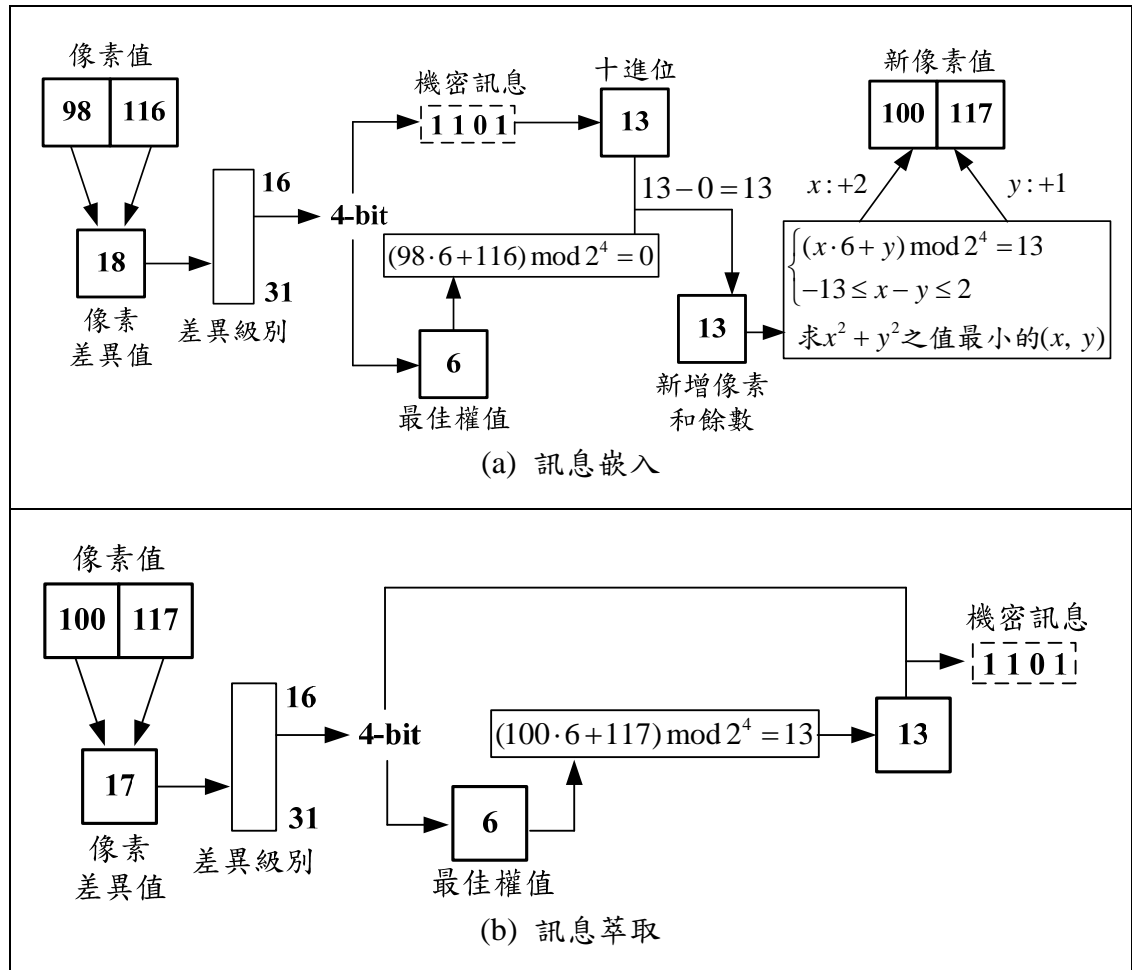 像素值
98 116
18
像素
差異值
16
31
差異級別
4-bit
機密訊息
1 1 0 1
十進位
13
13−0=13
(98·6+116) mod 2⁴ = 0
6
最佳權值
13
新增像素
和餘數
新像素值
100 117
x:+2
y:+1
(x·6+y) mod 2⁴ = 13
−13 ≤ x−y ≤ 2
求x²+y²之值最小的(x, y)
(a) 訊息嵌入
像素值
100 117
17
像素
差異值
16
31
差異級別
4-bit
6
最佳權值
(100·6+117) mod 2⁴ = 13
13
機密訊息
1 1 0 1
(b) 訊息萃取